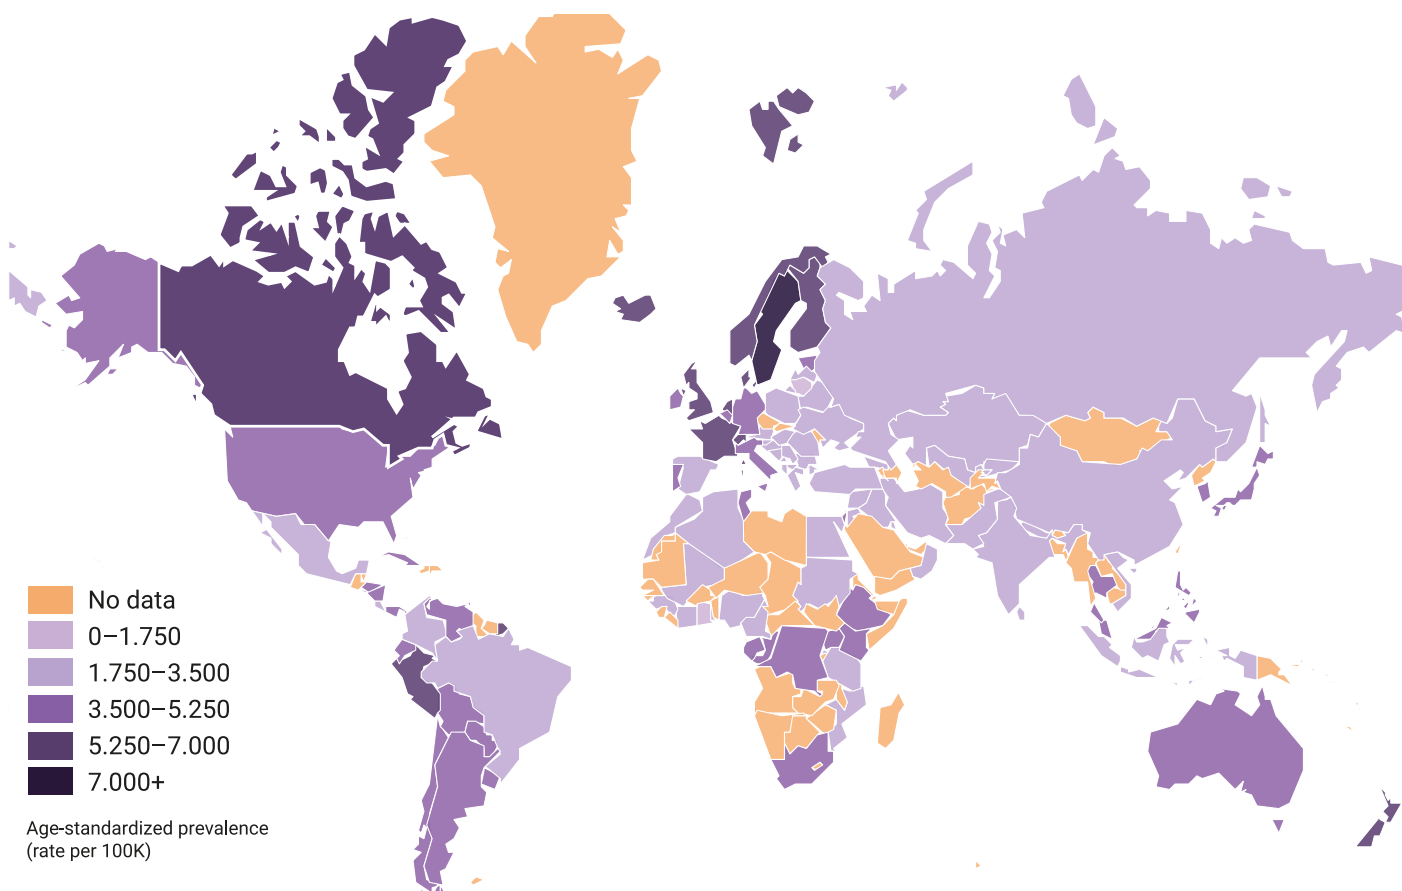 No data
0–1.750
1.750–3.500
3.500–5.250
5.250–7.000
7.000+
Age-standardized prevalence
(rate per 100K)